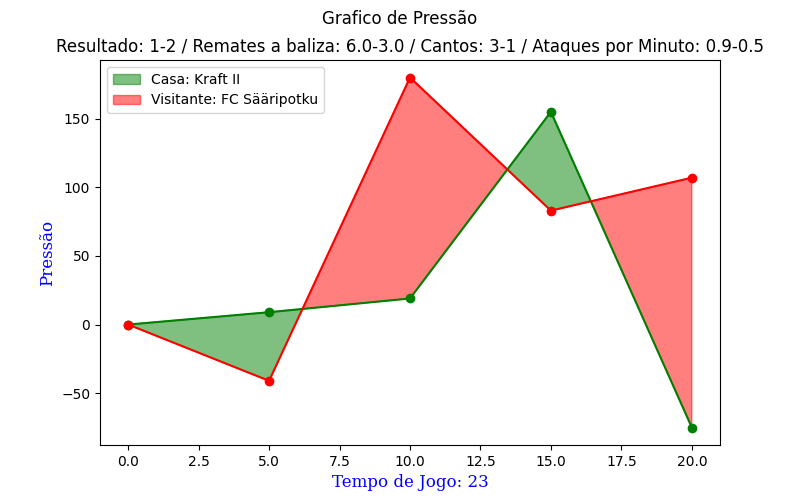 Grafico de Pressão
Resultado: 1-2 / Remates a baliza: 6.0-3.0 / Cantos: 3-1 / Ataques por Minuto: 0.9-0.5
Casa: Kraft II
Visitante: FC Sääripotku
150
100
50
0
−50
Pressão
0.0 2.5 5.0 7.5 10.0 12.5 15.0 17.5 20.0
Tempo de Jogo: 23